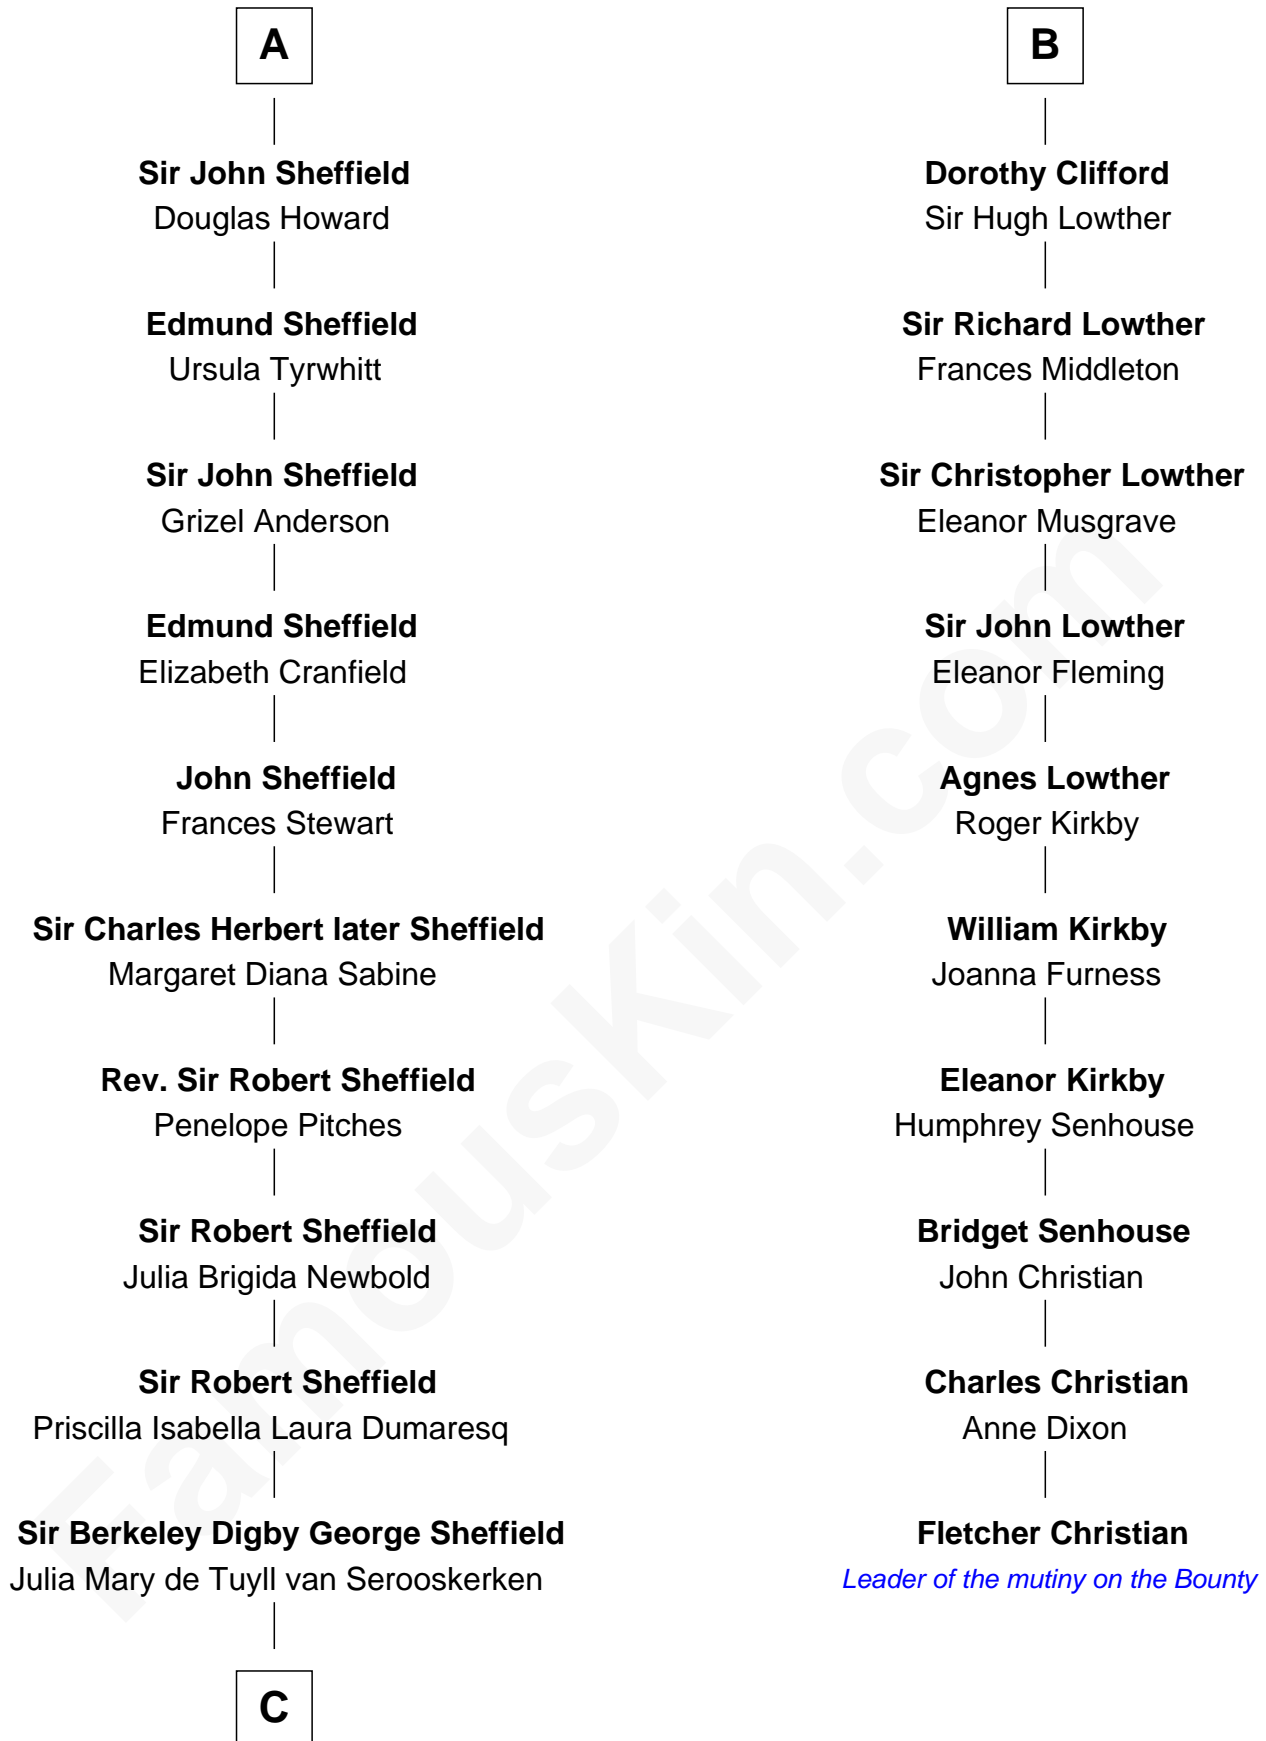 A
Sir John Sheffield
Douglas Howard
Edmund Sheffield
Ursula Tyrwhitt
Sir John Sheffield
Grizel Anderson
Edmund Sheffield
Elizabeth Cranfield
John Sheffield
Frances Stewart
Sir Charles Herbert later Sheffield
Margaret Diana Sabine
Rev. Sir Robert Sheffield
Penelope Pitches
Sir Robert Sheffield
Julia Brigida Newbold
Sir Robert Sheffield
Priscilla Isabella Laura Dumaresq
Sir Berkeley Digby George Sheffield
Julia Mary de Tuyll van Serooskerken
C
B
Dorothy Clifford
Sir Hugh Lowther
Sir Richard Lowther
Frances Middleton
Sir Christopher Lowther
Eleanor Musgrave
Sir John Lowther
Eleanor Fleming
Agnes Lowther
Roger Kirkby
William Kirkby
Joanna Furness
Eleanor Kirkby
Humphrey Senhouse
Bridget Senhouse
John Christian
Charles Christian
Anne Dixon
Fletcher Christian
Leader of the mutiny on the Bounty
FamousKin.com